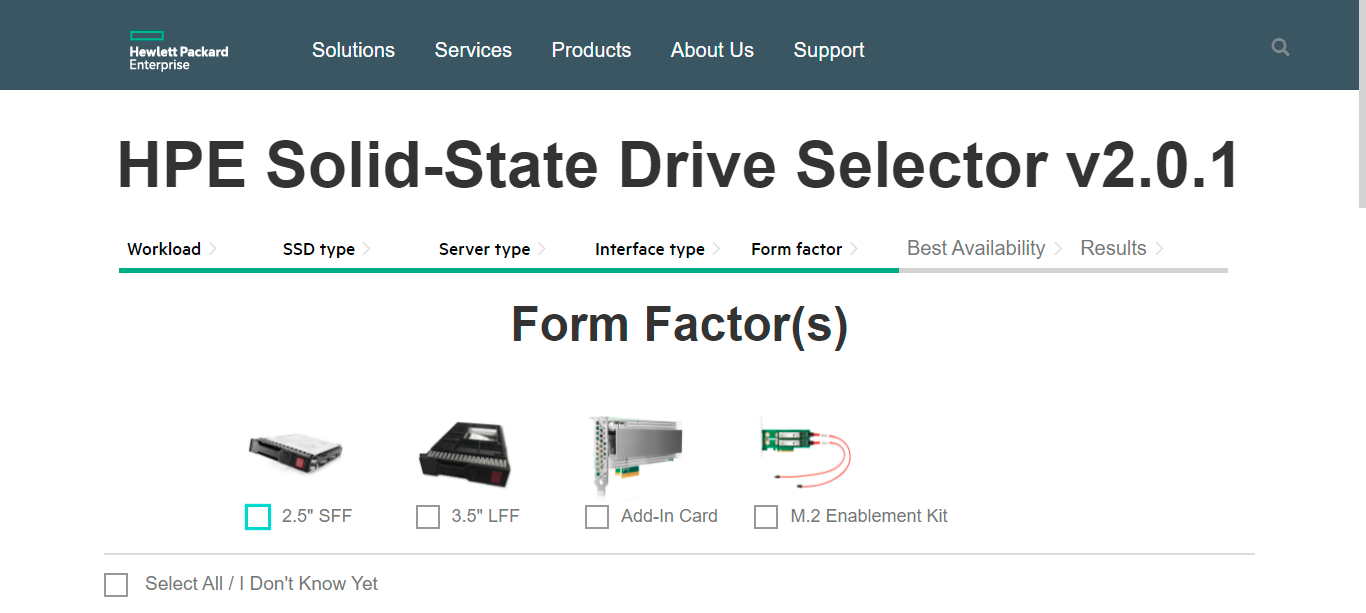 Hewlett Packard
Enterprise
Solutions Services Products About Us Support
HPE Solid-State Drive Selector v2.0.1
Workload SSD type Server type Interface type Form factor Best Availability Results
Form Factor(s)
2.5" SFF 3.5" LFF Add-In Card M.2 Enablement Kit
Select All / I Don't Know Yet